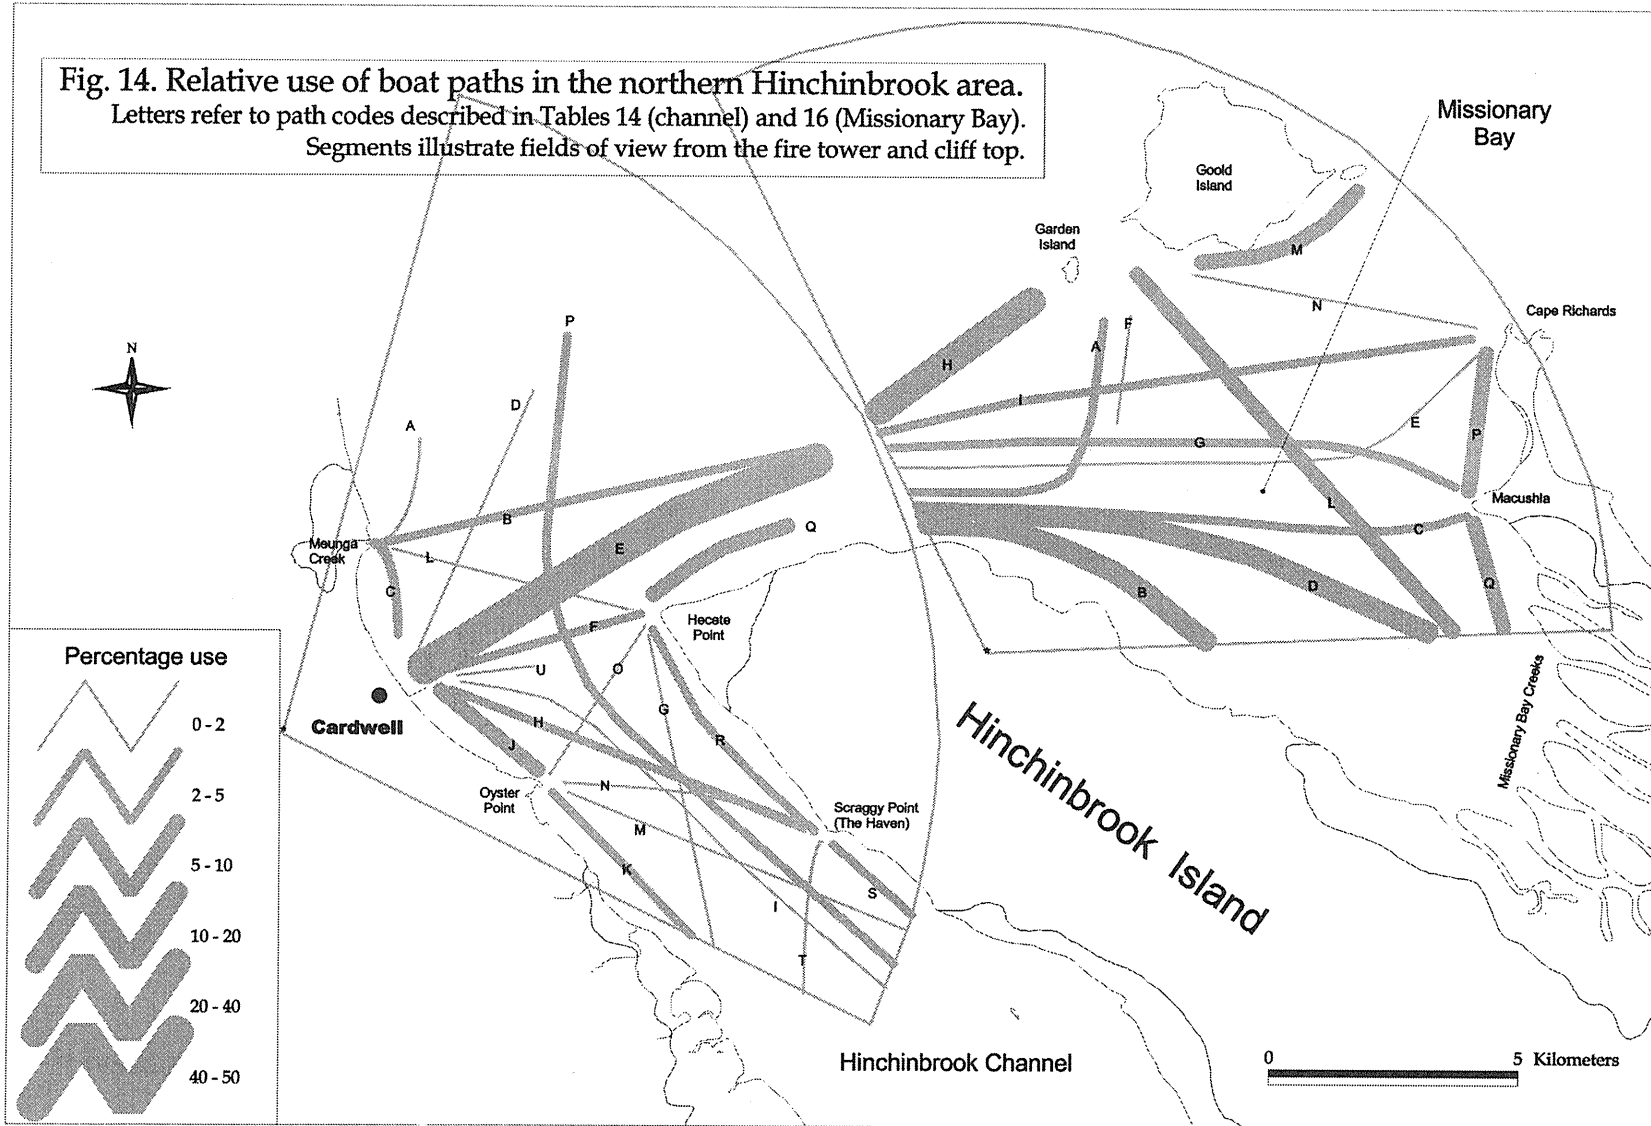 Fig. 14. Relative use of boat paths in the northern Hinchinbrook area.
Letters refer to path codes described in Tables 14 (channel) and 16 (Missionary Bay).
Segments illustrate fields of view from the fire tower and cliff top.
Missionary
Bay
Goold
Island
Garden
Island
M
N
Cape Richards
N
P
F
A
H
D
I
A
E
G
P
Macushla
L
C
B
Q
Meunga
Creek
L
E
C
B
D
Q
F
Hecate
Point
U
O
G
H
J
R
Cardwell
Oyster
Point
N
M
K
Scraggy Point
(The Haven)
S
I
T
Hinchinbrook Island
Missionary Bay Creeks
Hinchinbrook Channel
0 5 Kilometers
Percentage use
0 - 2
2 - 5
5 - 10
10 - 20
20 - 40
40 - 50